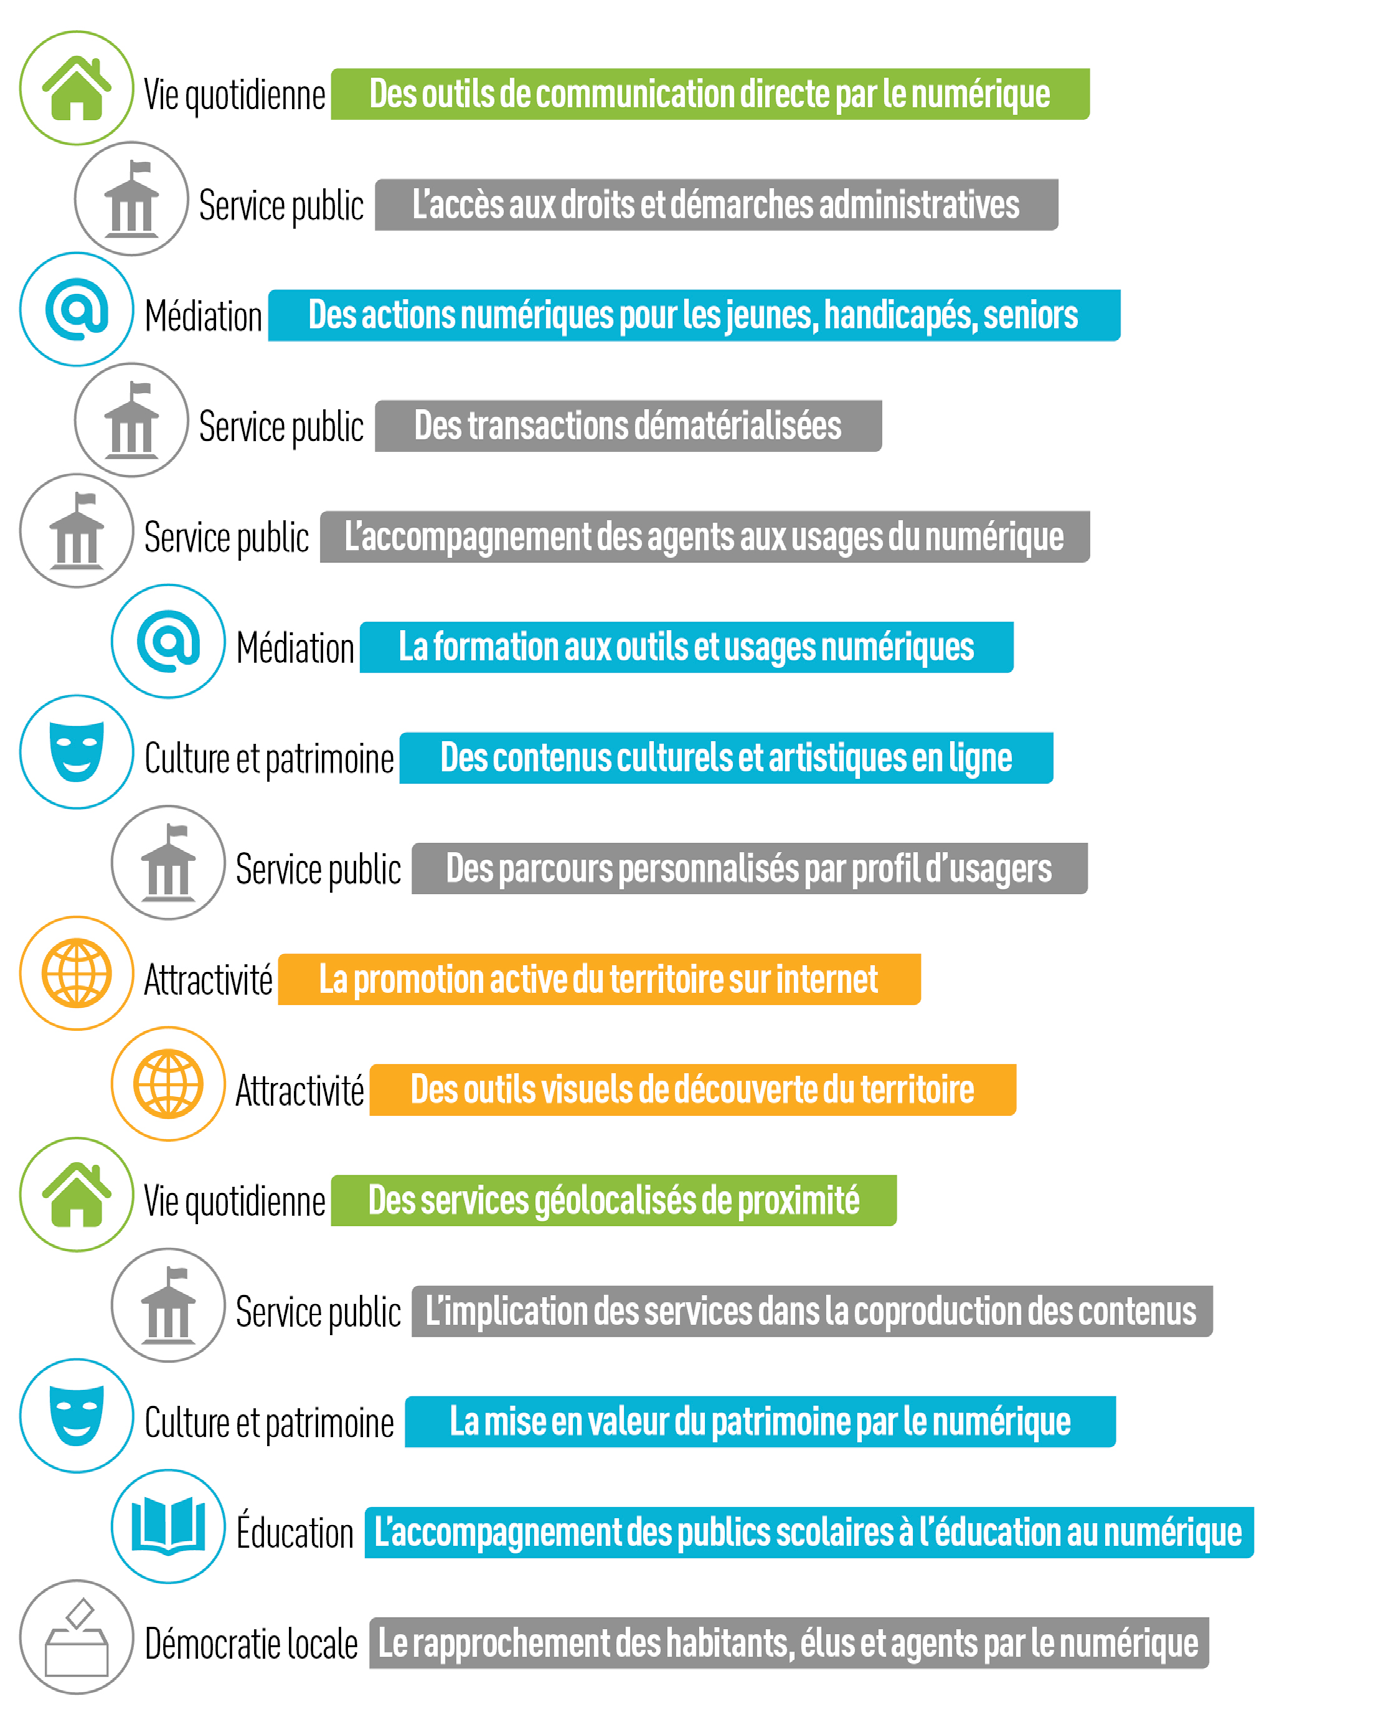 Vie quotidienne Des outils de communication directe par le numérique
Service public L’accès aux droits et démarches administratives
Médiation Des actions numériques pour les jeunes, handicapés, seniors
Service public Des transactions dématérialisées
Service public L’accompagnement des agents aux usages du numérique
Médiation La formation aux outils et usages numériques
Culture et patrimoine Des contenus culturels et artistiques en ligne
Service public Des parcours personnalisés par profil d’usagers
Attractivité La promotion active du territoire sur internet
Attractivité Des outils visuels de découverte du territoire
Vie quotidienne Des services géolocalisés de proximité
Service public L’implication des services dans la coproduction des contenus
Culture et patrimoine La mise en valeur du patrimoine par le numérique
Éducation L’accompagnement des publics scolaires à l’éducation au numérique
Démocratie locale Le rapprochement des habitants, élus et agents par le numérique